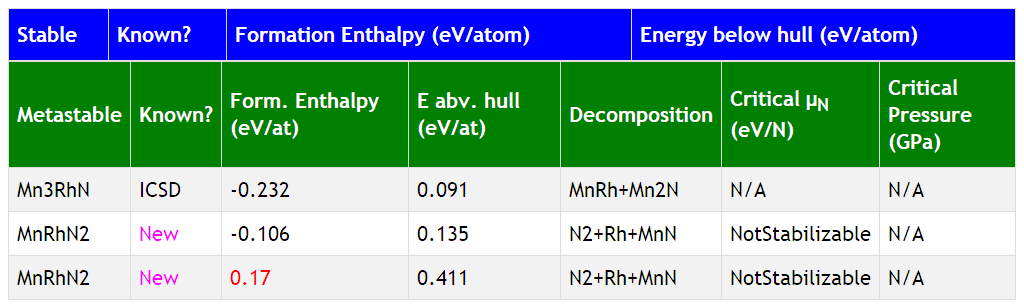 Stable Known? Formation Enthalpy (eV/atom) Energy below hull (eV/atom)
Metastable Known? Form. Enthalpy (eV/at) E abv. hull (eV/at) Decomposition Critical μN (eV/N) Critical Pressure (GPa)
Mn3RhN ICSD -0.232 0.091 MnRh+Mn2N N/A N/A
MnRhN2 New -0.106 0.135 N2+Rh+MnN NotStabilizable N/A
MnRhN2 New 0.17 0.411 N2+Rh+MnN NotStabilizable N/A